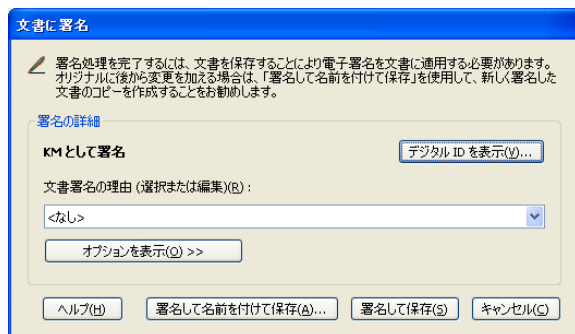 文書に署名
署名処理を完了するには、文書を保存することにより電子署名を文書に適用する必要があります。
オリジナルに後から変更を加える場合は、「署名して名前を付けて保存」を使用して、新しく署名した
文書のコピーを作成することをお勧めします。
署名の詳細
KM として署名
デジタル ID を表示(V)...
文書署名の理由 (選択または編集)(R) :
<なし>
オプションを表示(O) >>
ヘルプ(H)
署名して名前を付けて保存(A)...
署名して保存(S)
キャンセル(C)